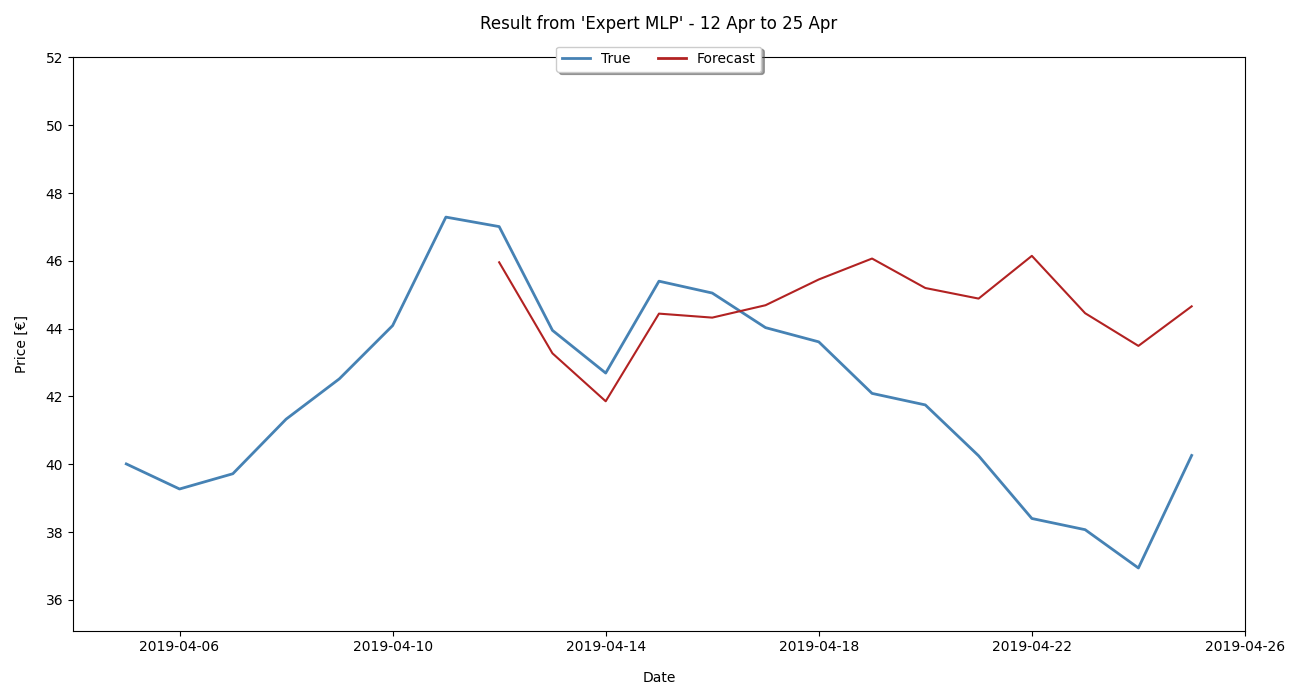 Result from 'Expert MLP' - 12 Apr to 25 Apr
True Forecast
52
50
48
46
44
42
40
38
36
Price [€]
2019-04-06 2019-04-10 2019-04-14 2019-04-18 2019-04-22 2019-04-26
Date